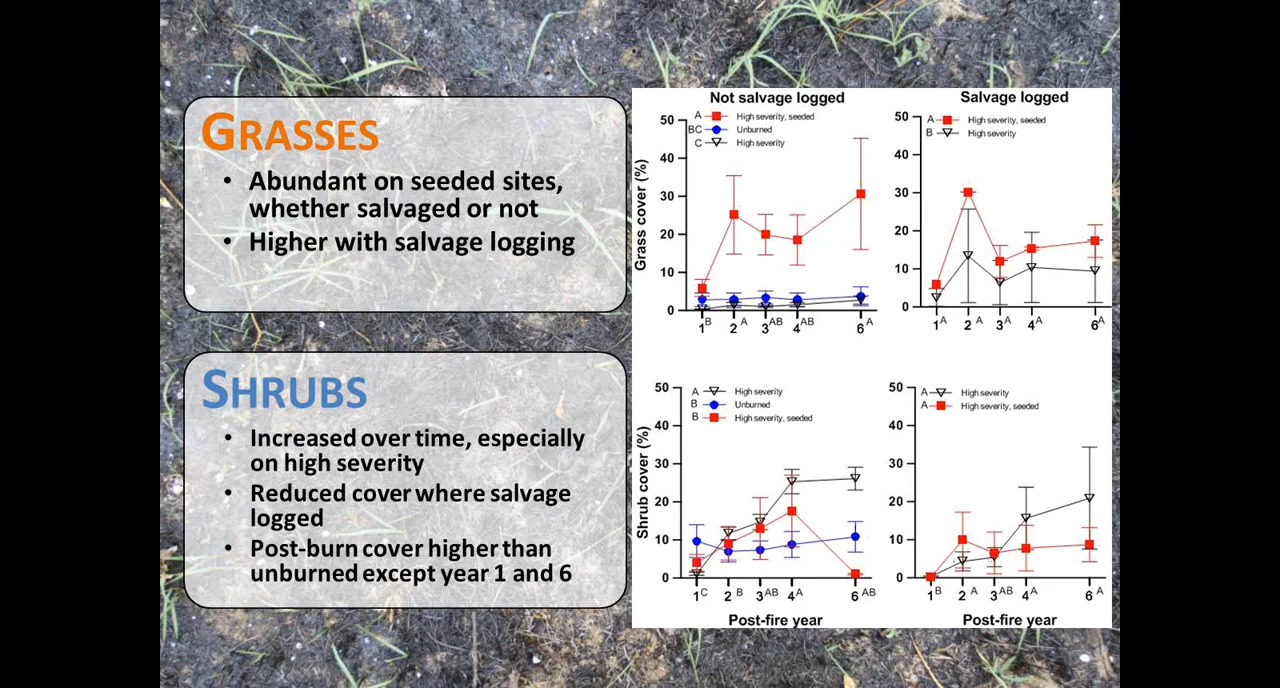 GRASSES
• Abundant on seeded sites,
whether salvaged or not
• Higher with salvage logging
SHRUBS
• Increased over time, especially
on high severity
• Reduced cover where salvage
logged
• Post-burn cover higher than
unburned except year 1 and 6
Not salvage logged
A High severity, seeded
BC Unburned
C High severity
Grass cover (%)
50
40
30
20
10
0
1B 2A 3AB 4AB 6A
Salvage logged
A High severity, seeded
B High severity
50
40
30
20
10
0
1A 2A 3A 4A 6A
A High severity
B Unburned
B High severity, seeded
Shrub cover (%)
50
40
30
20
10
0
1C 2B 3AB 4A 6AB
Post-fire year
A High severity
A High severity, seeded
50
40
30
20
10
0
1B 2A 3AB 4A 6A
Post-fire year